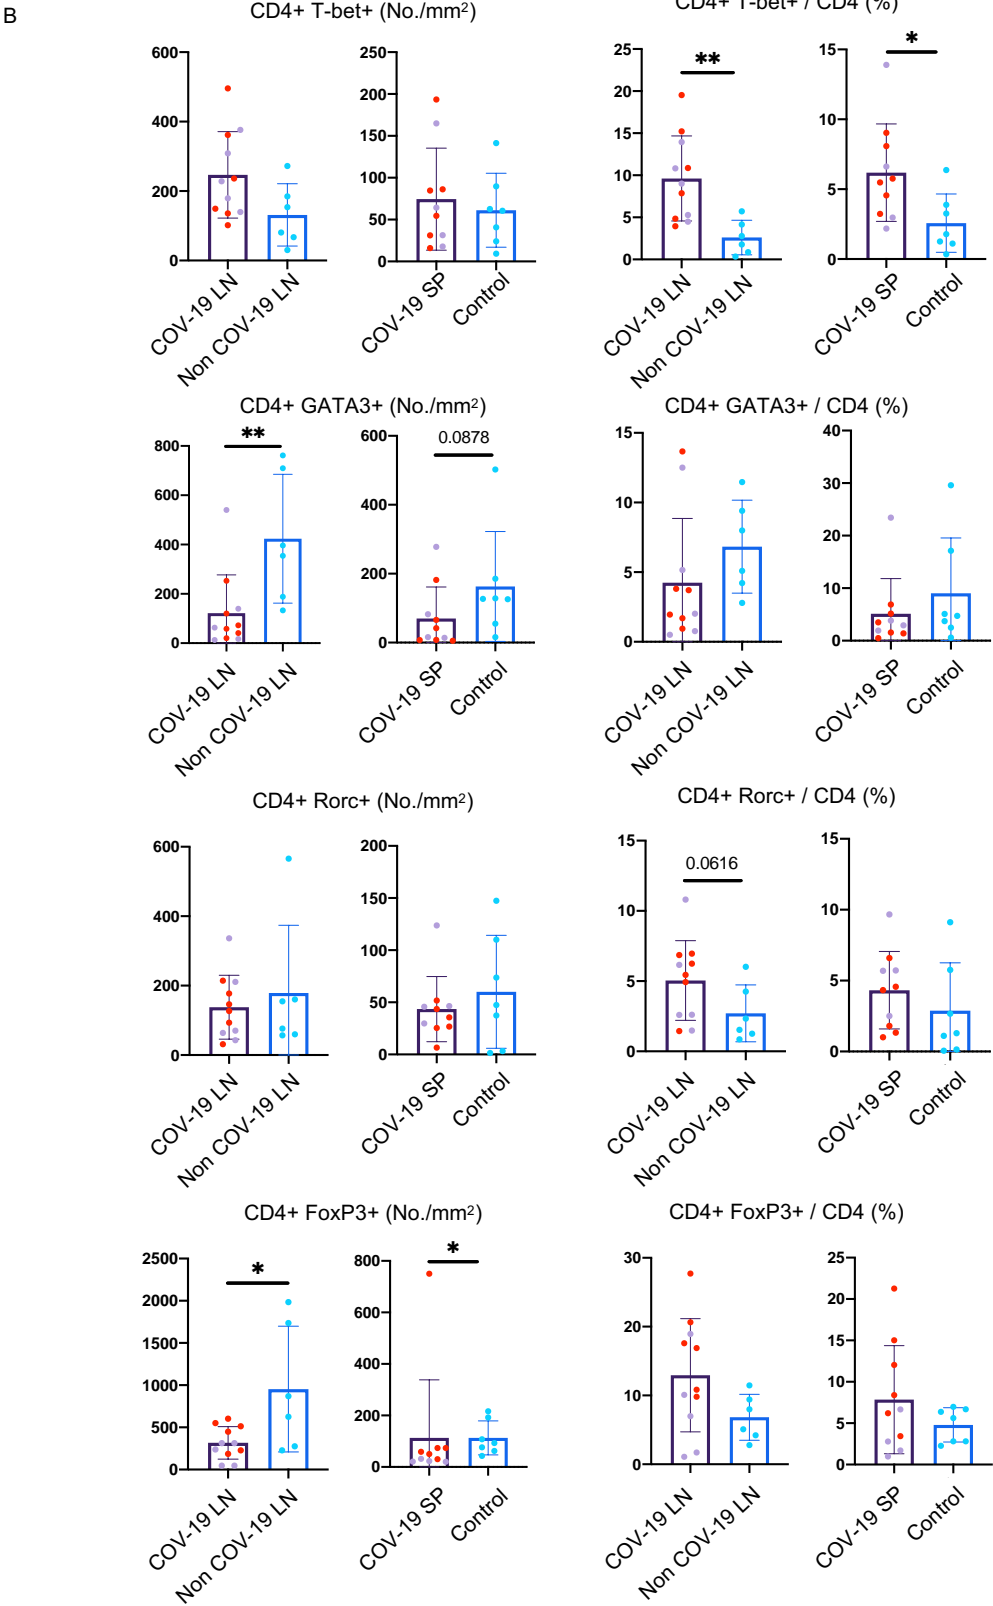 B
CD4+ T-bet+ (No./mm²)
CD4+ T-bet+ / CD4 (%)
600
400
200
0
COV-19 LN
Non COV-19 LN
250
200
150
100
50
0
COV-19 SP
Control
**
25
20
15
10
5
0
COV-19 LN
Non COV-19 LN
*
15
10
5
0
COV-19 SP
Control
CD4+ GATA3+ (No./mm²)
CD4+ GATA3+ / CD4 (%)
**
800
600
400
200
0
COV-19 LN
Non COV-19 LN
0.0878
600
400
200
0
COV-19 SP
Control
15
10
5
0
COV-19 LN
Non COV-19 LN
40
30
20
10
0
COV-19 SP
Control
CD4+ Rorc+ (No./mm²)
CD4+ Rorc+ / CD4 (%)
600
400
200
0
COV-19 LN
Non COV-19 LN
200
150
100
50
0
COV-19 SP
Control
0.0616
15
10
5
0
COV-19 LN
Non COV-19 LN
15
10
5
0
COV-19 SP
Control
CD4+ FoxP3+ (No./mm²)
CD4+ FoxP3+ / CD4 (%)
*
2500
2000
1500
1000
500
0
COV-19 LN
Non COV-19 LN
*
800
600
400
200
0
COV-19 SP
Control
30
20
10
0
COV-19 LN
Non COV-19 LN
25
20
15
10
5
0
COV-19 SP
Control